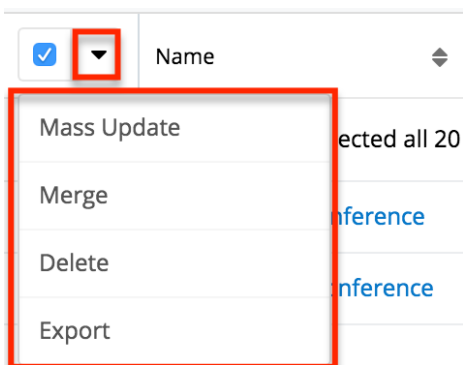 Name
Mass Update
ected all 20
Merge
nference
Delete
nference
Export